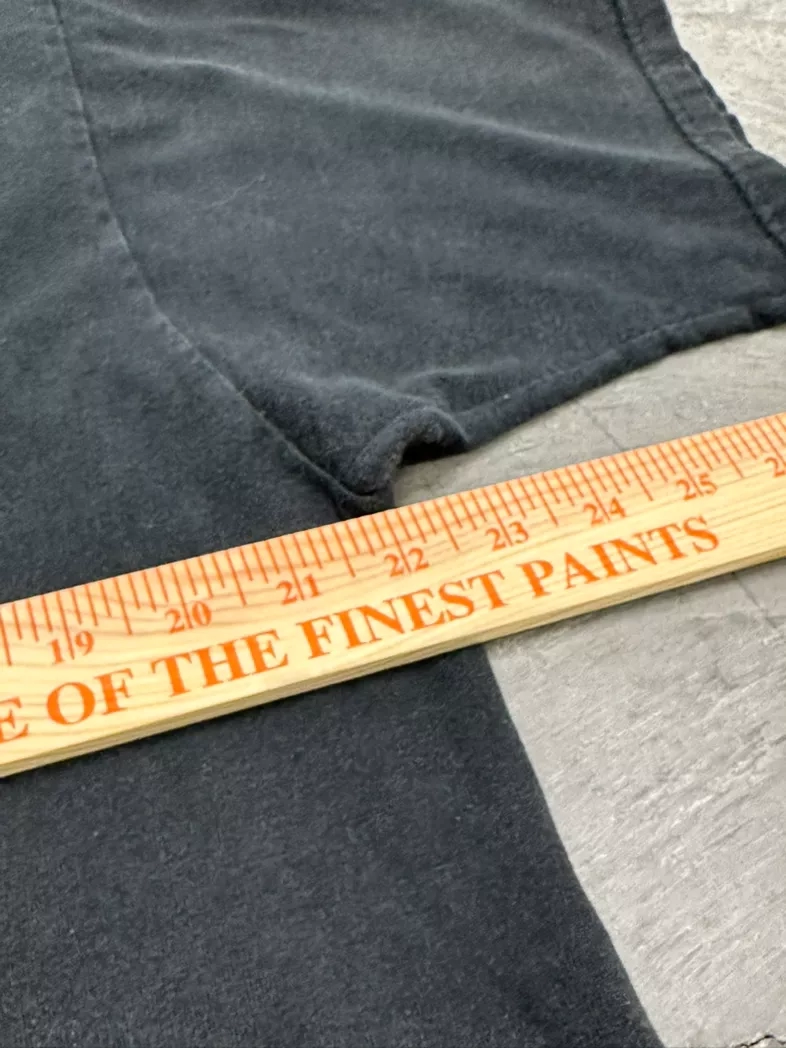 19 20 21 22 23 24 25
E OF THE FINEST PAINTS